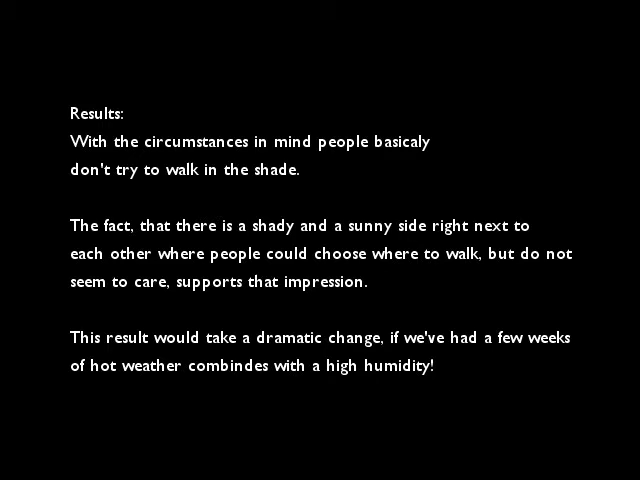 Results:
With the circumstances in mind people basicaly
don't try to walk in the shade.
The fact, that there is a shady and a sunny side right next to
each other where people could choose where to walk, but do not
seem to care, supports that impression.
This result would take a dramatic change, if we've had a few weeks
of hot weather combindes with a high humidity!